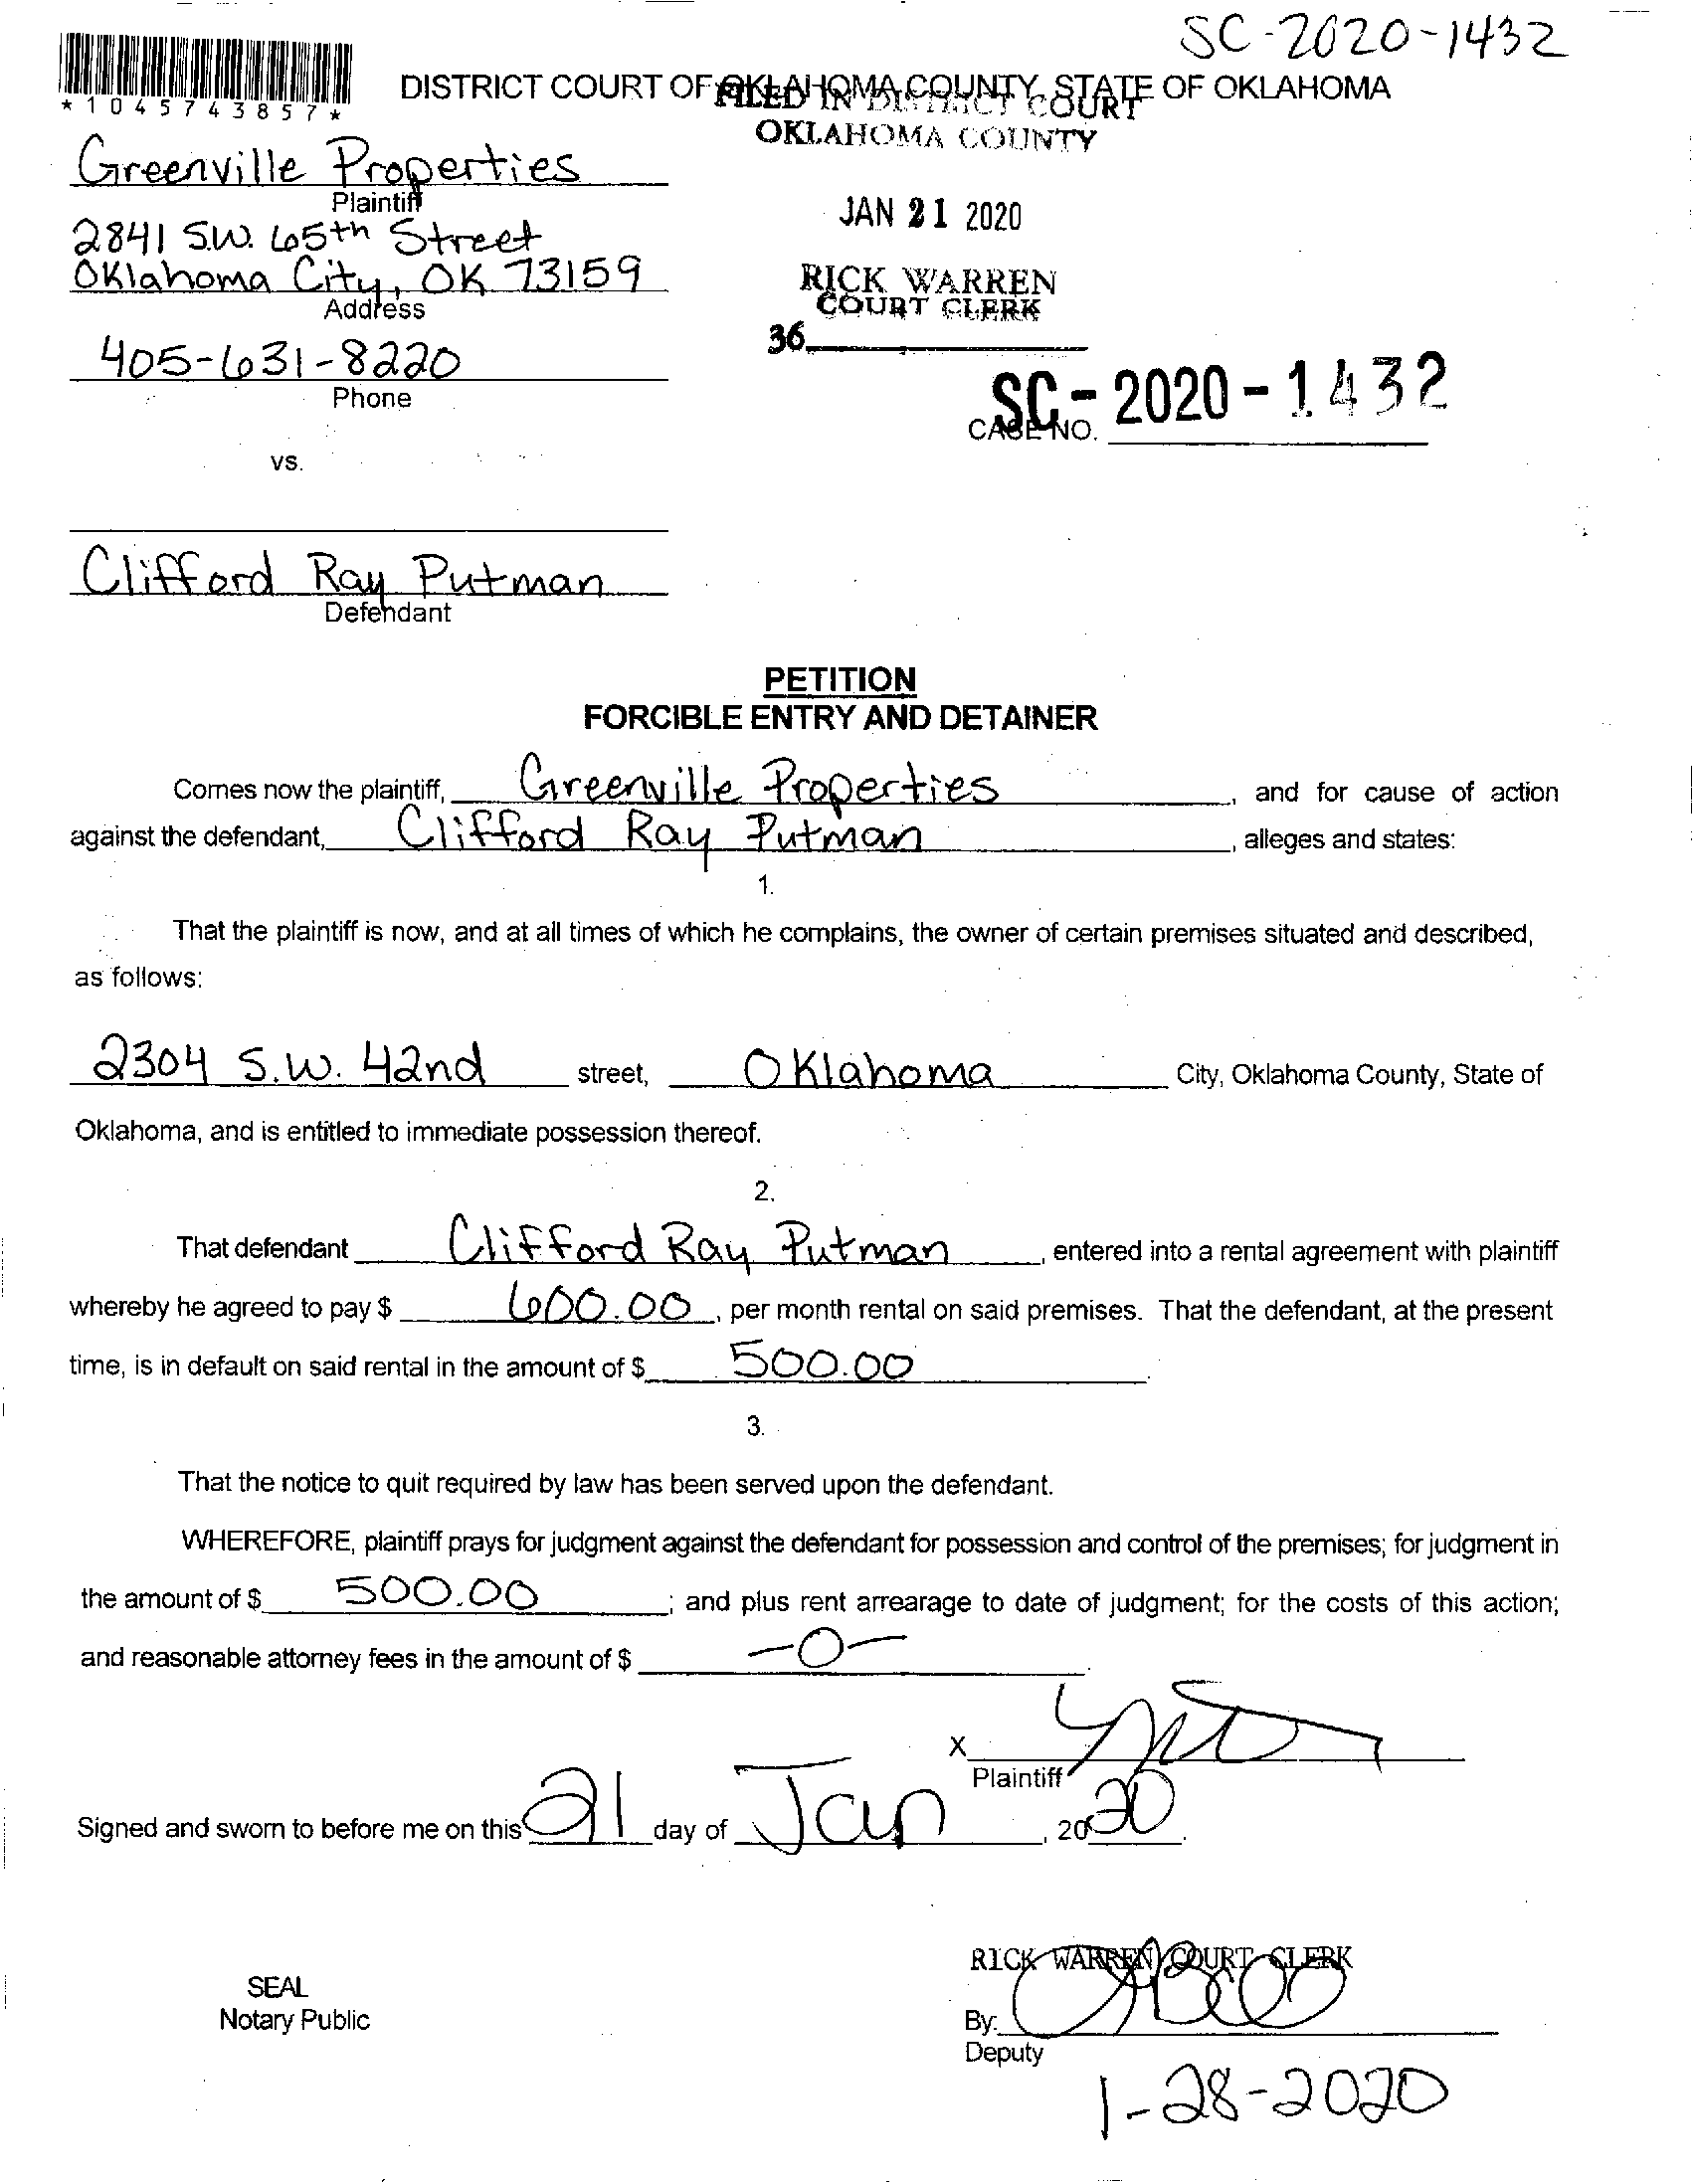 SC-2020-1432
*1045743857*
DISTRICT COURT OF OKLAHOMA COUNTY, STATE OF OKLAHOMA
FILED IN DISTRICT COURT
OKLAHOMA COUNTY
Greenville Properties
Plaintiff
JAN 21 2020
2841 S.W. 65th Street
Oklahoma City, OK 73159
Address
RICK WARREN
COURT CLERK
36
405-631-8220
Phone
SC-2020-1432
CASE NO.
VS.
Clifford Ray Putman
Defendant
PETITION
FORCIBLE ENTRY AND DETAINER
Comes now the plaintiff, Greenville Properties, and for cause of action
against the defendant, Clifford Ray Putman, alleges and states:
1.
That the plaintiff is now, and at all times of which he complains, the owner of certain premises situated and described,
as follows:
2304 S.W. 42nd street, Oklahoma City, Oklahoma County, State of
Oklahoma, and is entitled to immediate possession thereof.
2.
That defendant Clifford Ray Putman, entered into a rental agreement with plaintiff
whereby he agreed to pay $ 600.00, per month rental on said premises. That the defendant, at the present
time, is in default on said rental in the amount of $ 500.00.
3.
That the notice to quit required by law has been served upon the defendant.
WHEREFORE, plaintiff prays for judgment against the defendant for possession and control of the premises; for judgment in
the amount of $ 500.00; and plus rent arrearage to date of judgment; for the costs of this action;
and reasonable attorney fees in the amount of $ -0-.
X
Plaintiff
Signed and sworn to before me on this 21 day of Jan, 2020.
RICK WARREN COURT CLERK
SEAL
Notary Public
By:
Deputy
1-28-2020